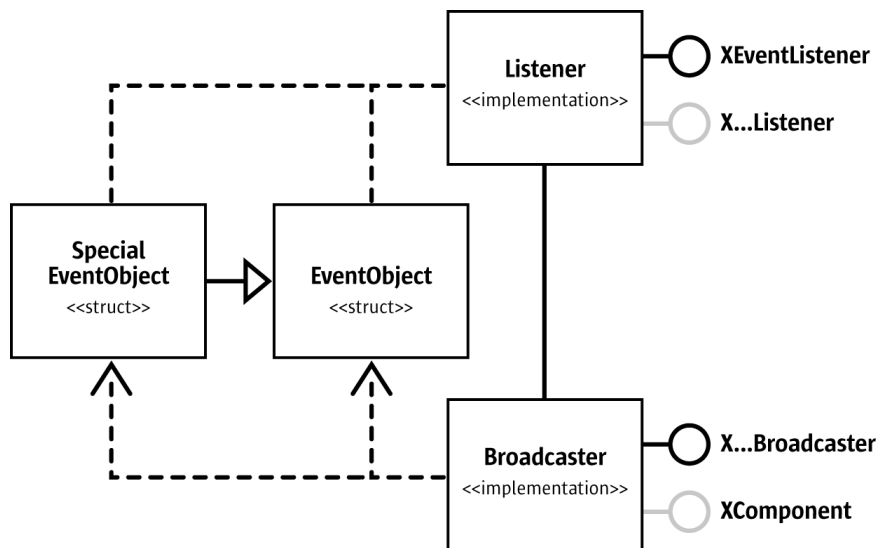 Listener
<<implementation>>
XEventListener
X...Listener
Special
EventObject
<<struct>>
EventObject
<<struct>>
Broadcaster
<<implementation>>
X...Broadcaster
XComponent